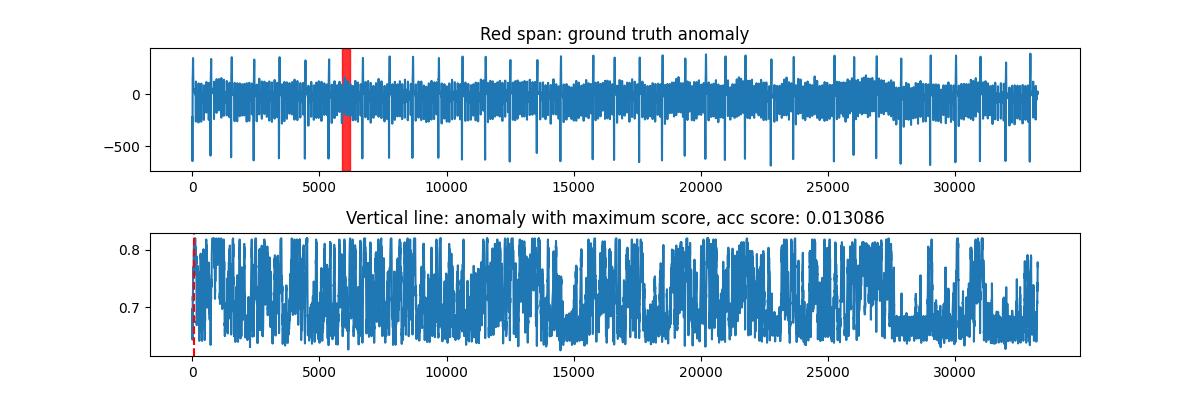 Red span: ground truth anomaly
0
−500
0 5000 10000 15000 20000 25000 30000
Vertical line: anomaly with maximum score, acc score: 0.013086
0.8
0.7
0 5000 10000 15000 20000 25000 30000